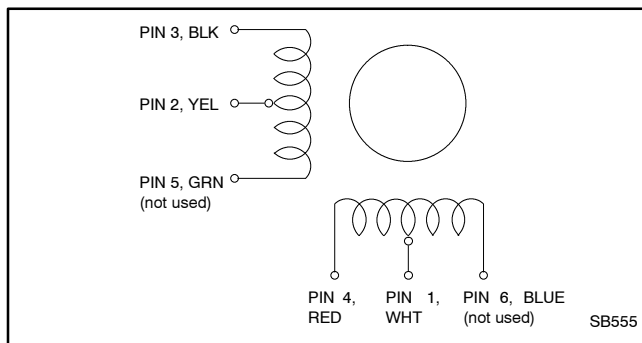 PIN 3, BLK
PIN 2, YEL
PIN 5, GRN
(not used)
PIN 4,
RED
PIN 1,
WHT
PIN 6, BLUE
(not used)
SB555